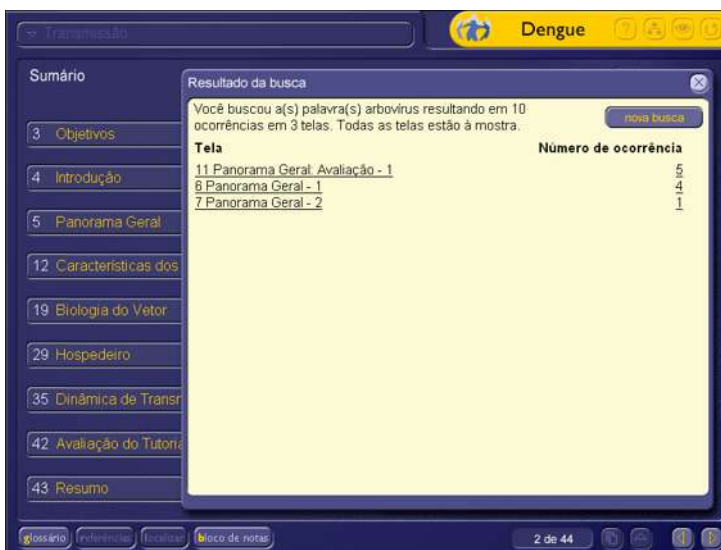 Transmissão
Dengue
Sumário
3 Objetivos
4 Introdução
5 Panorama Geral
12 Características dos
19 Biologia do Vetor
29 Hospedeiro
35 Dinâmica de Transm
42 Avaliação do Tutoria
43 Resumo
Resultado da busca
Você buscou a(s) palavra(s) arbovírus resultando em 10
ocorrências em 3 telas. Todas as telas estão à mostra.
nova busca
Tela Número de ocorrência
11 Panorama Geral: Avaliação - 1 5
6 Panorama Geral - 1 4
7 Panorama Geral - 2 1
glossário referências localizar bloco de notas 2 de 44